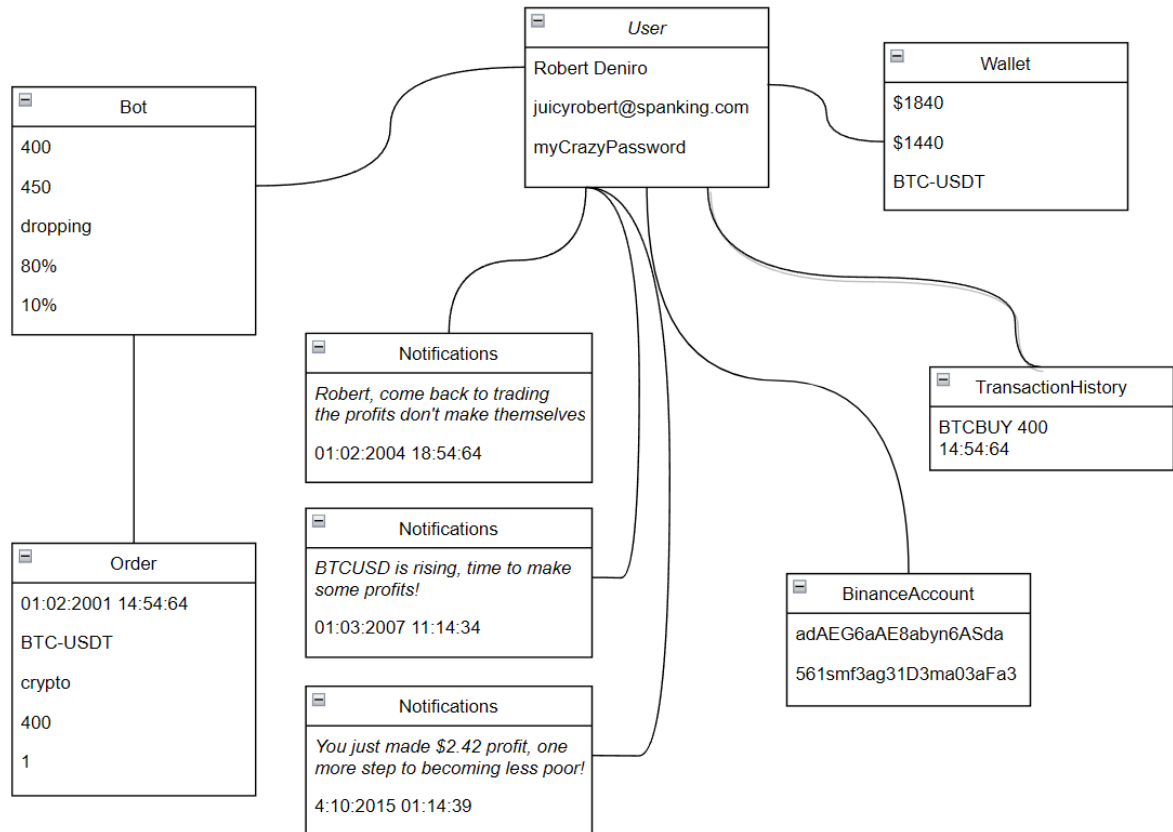 User
Robert Deniro
juicyrobert@spanking.com
myCrazyPassword
Wallet
$1840
$1440
BTC-USDT
Bot
400
450
dropping
80%
10%
Notifications
Robert, come back to trading
the profits don't make themselves
01:02:2004 18:54:64
TransactionHistory
BTCBUY 400
14:54:64
Notifications
BTCUSD is rising, time to make
some profits!
01:03:2007 11:14:34
Order
01:02:2001 14:54:64
BTC-USDT
crypto
400
1
BinanceAccount
adAEG6aAE8abyn6ASda
561smf3ag31D3ma03aFa3
Notifications
You just made $2.42 profit, one
more step to becoming less poor!
4:10:2015 01:14:39